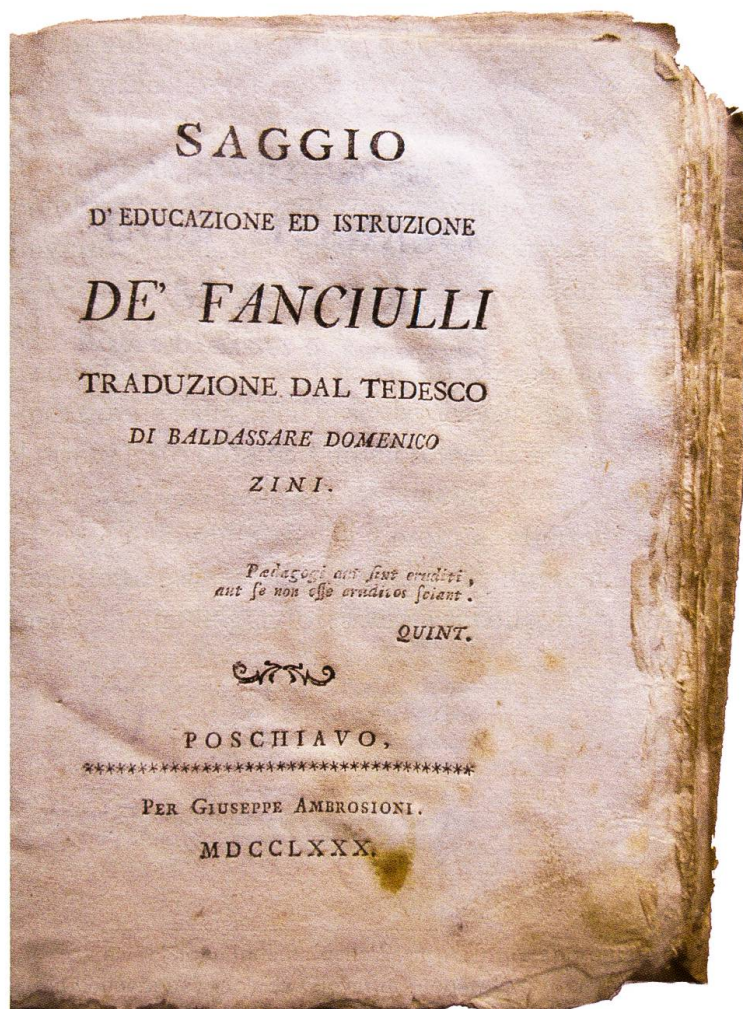 SAGGIO
D' EDUCAZIONE ED ISTRUZIONE
DE' FANCIULLI
TRADUZIONE DAL TEDESCO
DI BALDASSARE DOMENICO
ZINI.
Pædagogi aut ſint eruditi,
aut ſe non eſſe eruditos ſciant.
QUINT.
POSCHIAVO,
PER GIUSEPPE AMBROSIONI.
MDCCLXXX.